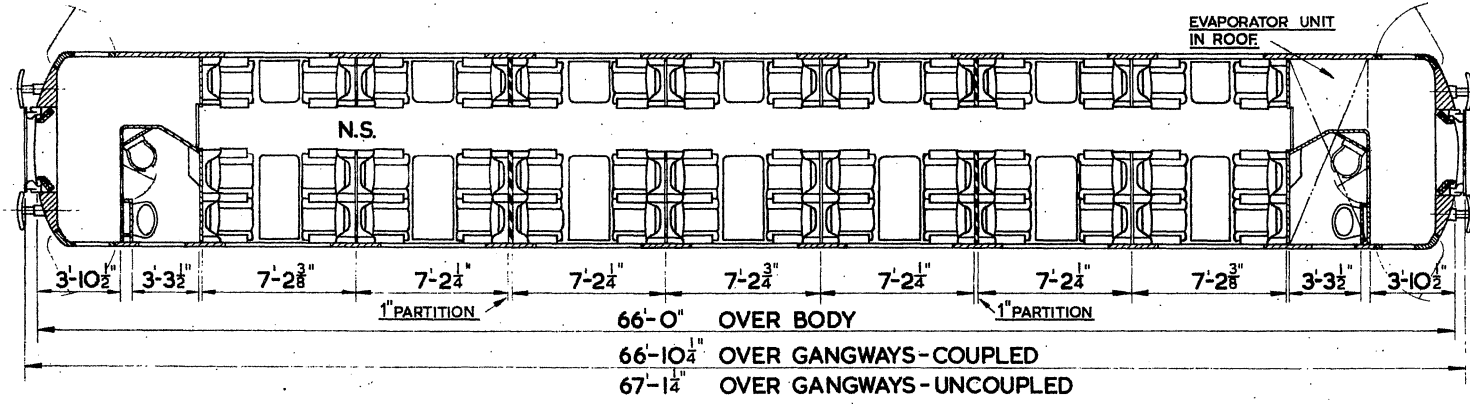 EVAPORATOR UNIT
IN ROOF.
N.S.
3'-10½" 3'-3½" 7'-2⅜" 7'-2¼" 7'-2¼" 7'-2¾" 7'-2¼" 7'-2¼" 7'-2⅜" 3'-3½" 3'-10½"
1" PARTITION 1" PARTITION
66'-0" OVER BODY
66'-10¼" OVER GANGWAYS-COUPLED
67'-1¼" OVER GANGWAYS-UNCOUPLED